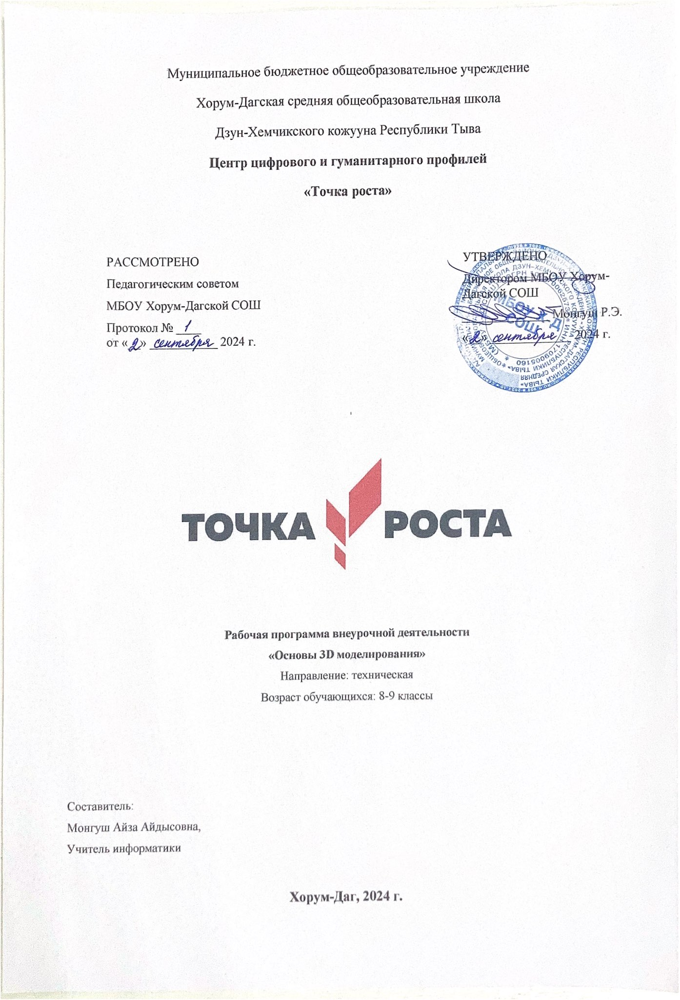 Муниципальное бюджетное общеобразовательное учреждение
Хорум-Дагская средняя общеобразовательная школа
Дзун-Хемчикского кожууна Республики Тыва
Центр цифрового и гуманитарного профилей
«Точка роста»
РАССМОТРЕНО
Педагогическим советом
МБОУ Хорум-Дагской СОШ
Протокол № 1
от «2» сентября 2024 г.
УТВЕРЖДЕНО
Директором МБОУ Хорум-
Дагской СОШ
Монгуш Р.Э.
«2» сентября 2024 г.
МБОУ Х-Д
СОШ
ТОЧКА РОСТА
Рабочая программа внеурочной деятельности
«Основы 3D моделирования»
Направление: техническая
Возраст обучающихся: 8-9 классы
Составитель:
Монгуш Айза Айдысовна,
Учитель информатики
Хорум-Даг, 2024 г.